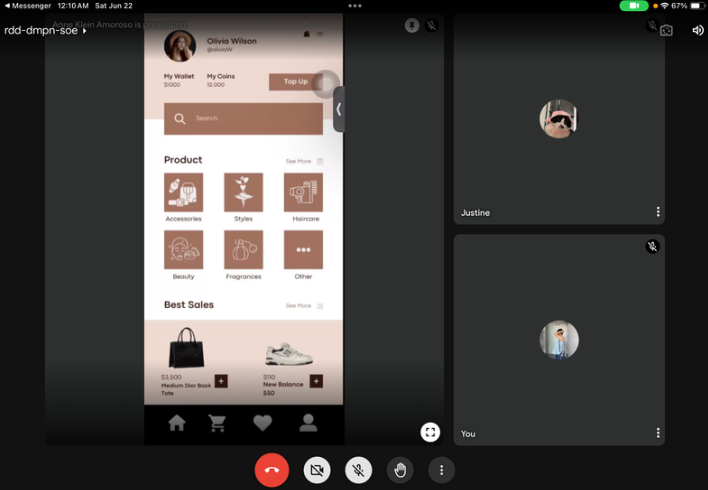 ◀ Messenger 12:10AM Sat Jun 22
67%
Anne Klein Amoroso is presenting
rdd-dmpn-soe
Olivia Wilson
@oliviaW
My Wallet My Coins
$1000 12.000
Top Up
Search
Product See More
Accessories Styles Haircare
Beauty Fragrances Other
Best Sales See More
$3,500 $110
Medium Dior Book New Balance
Tote 550
Justine
You